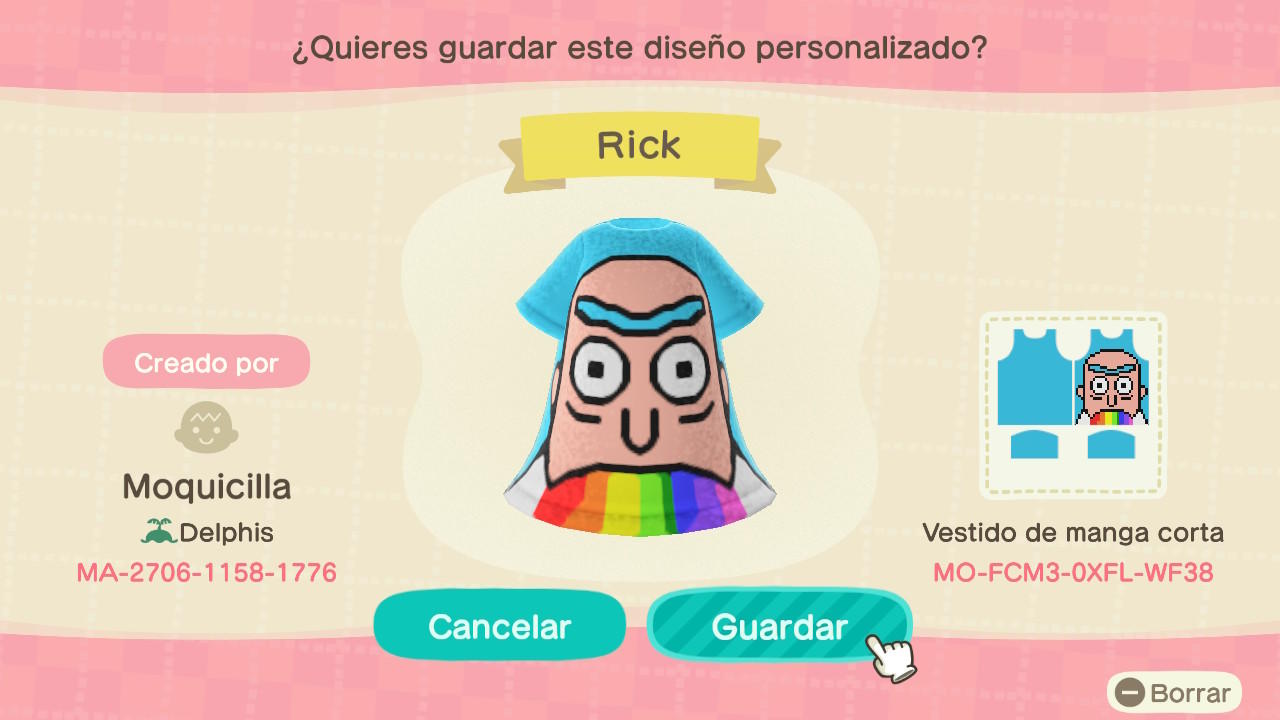 ¿Quieres guardar este diseño personalizado?
Rick
Creado por
Moquicilla
Delphis
MA-2706-1158-1776
Vestido de manga corta
MO-FCM3-0XFL-WF38
Cancelar
Guardar
Borrar